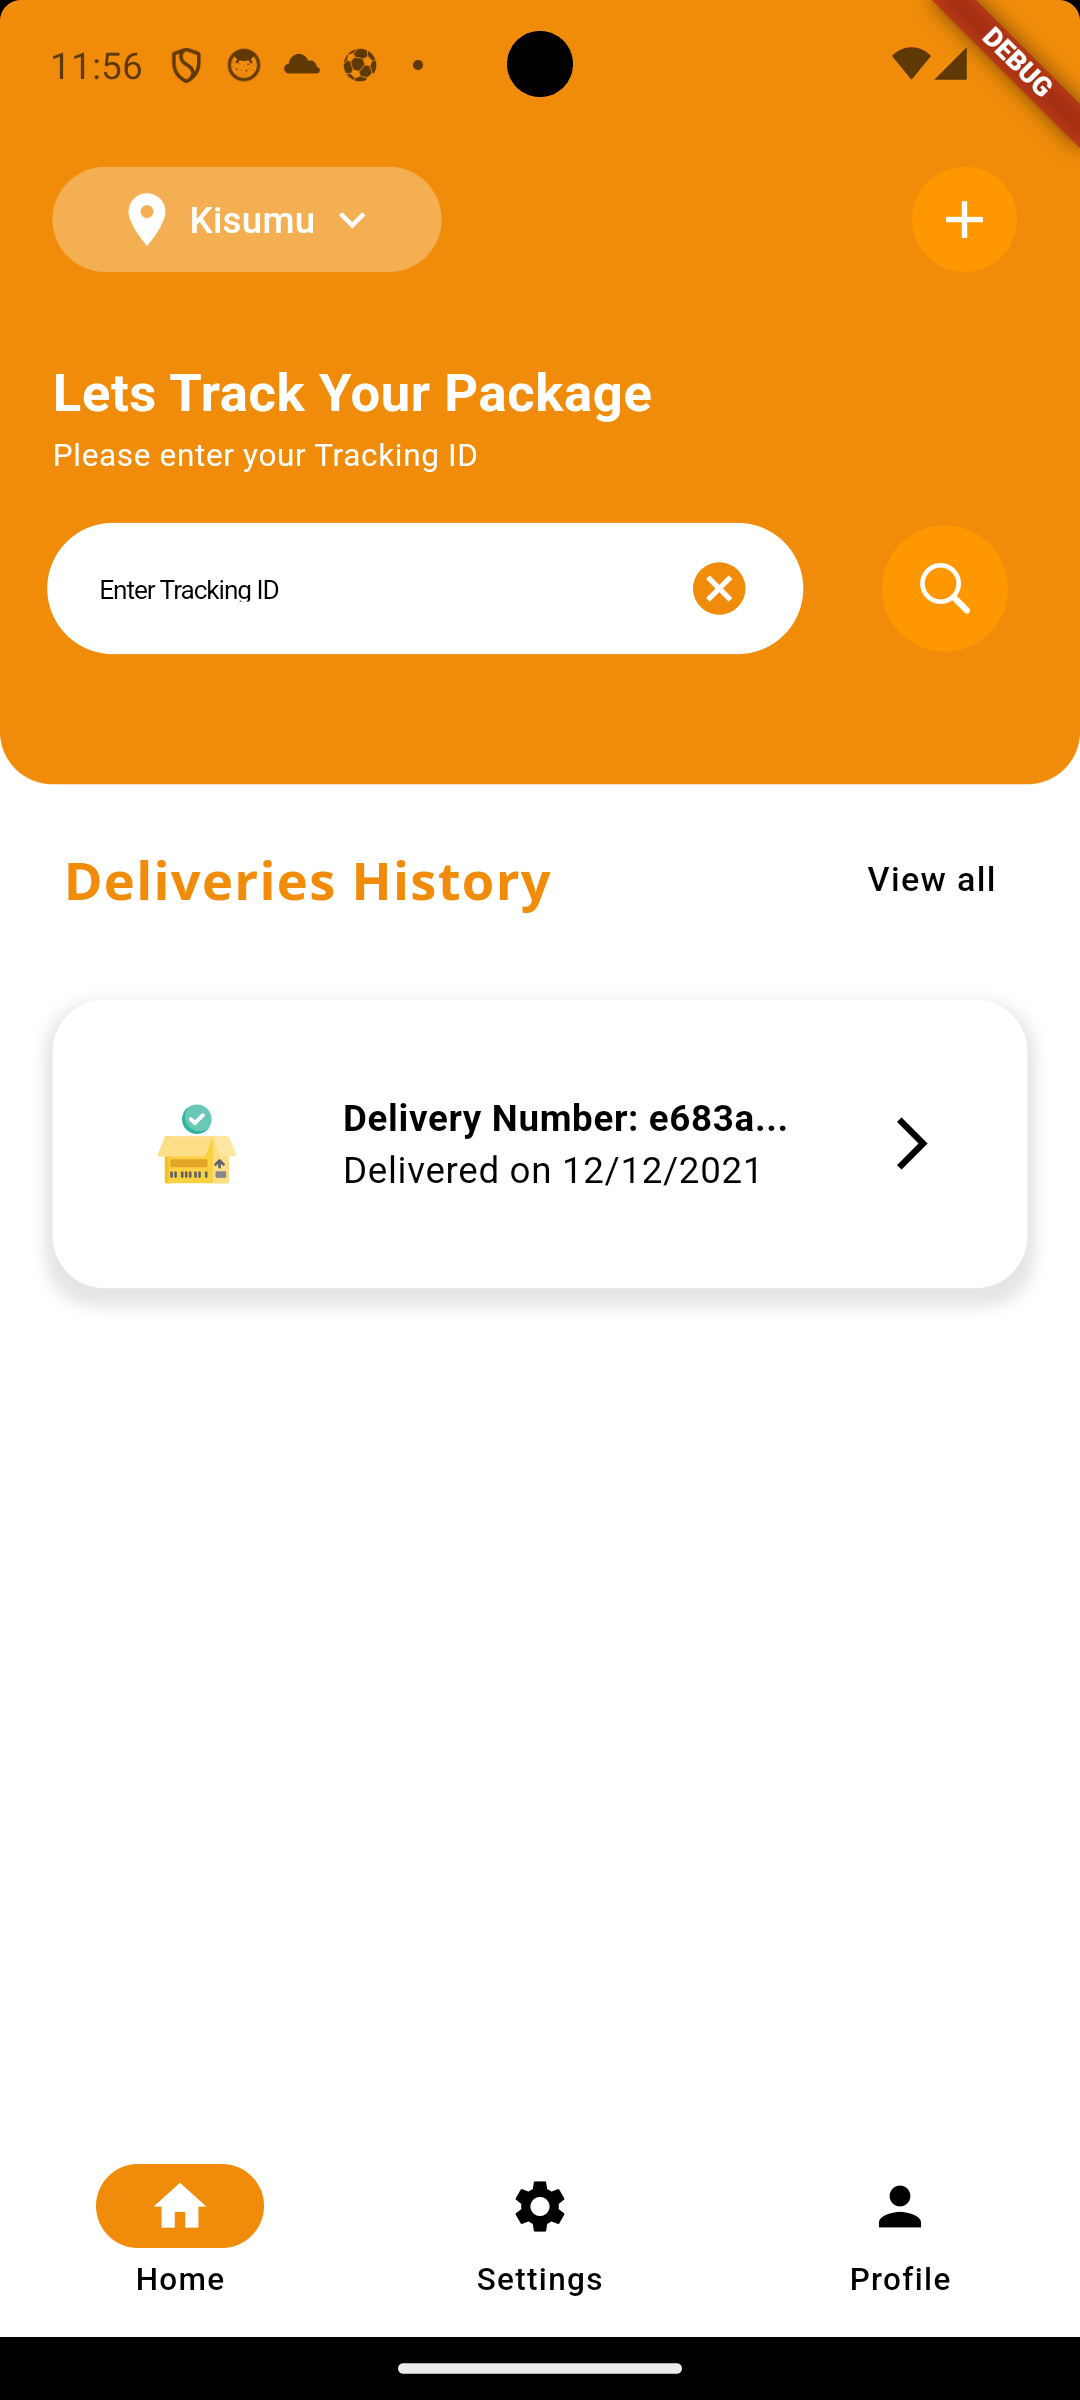 11:56
DEBUG
Kisumu
Lets Track Your Package
Please enter your Tracking ID
Enter Tracking ID
Deliveries History
View all
Delivery Number: e683a...
Delivered on 12/12/2021
Home
Settings
Profile